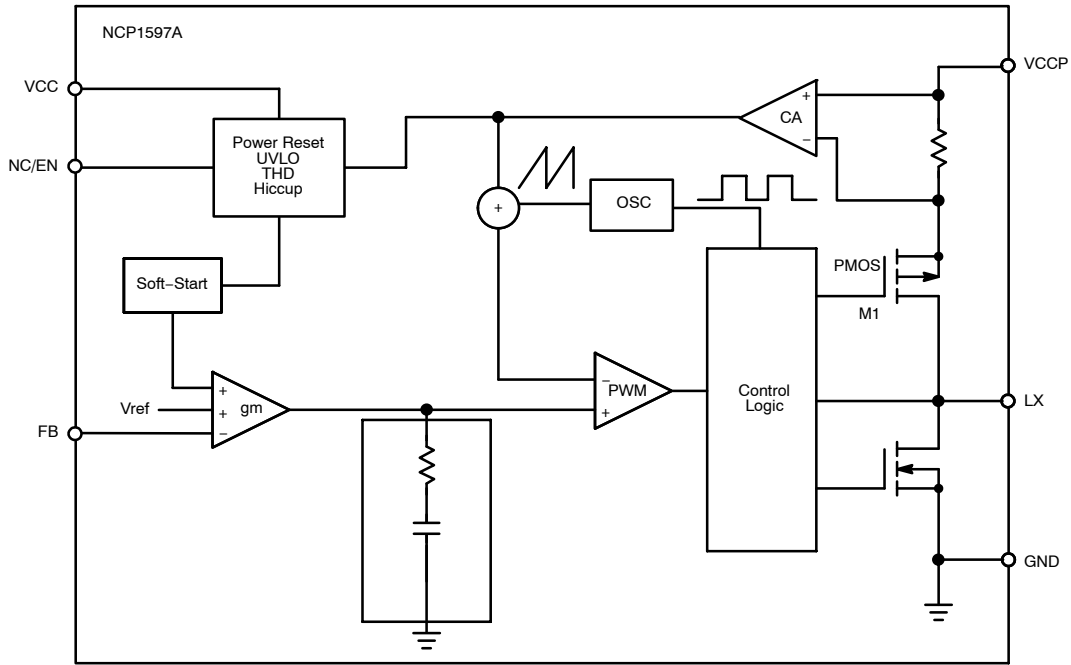 NCP1597A
VCC
VCCP
+
CA
−
Power Reset
UVLO
THD
Hiccup
NC/EN
+
OSC
PMOS
M1
Soft−Start
Control
Logic
−
PWM
+
+
Vref
+
gm
−
FB
LX
GND